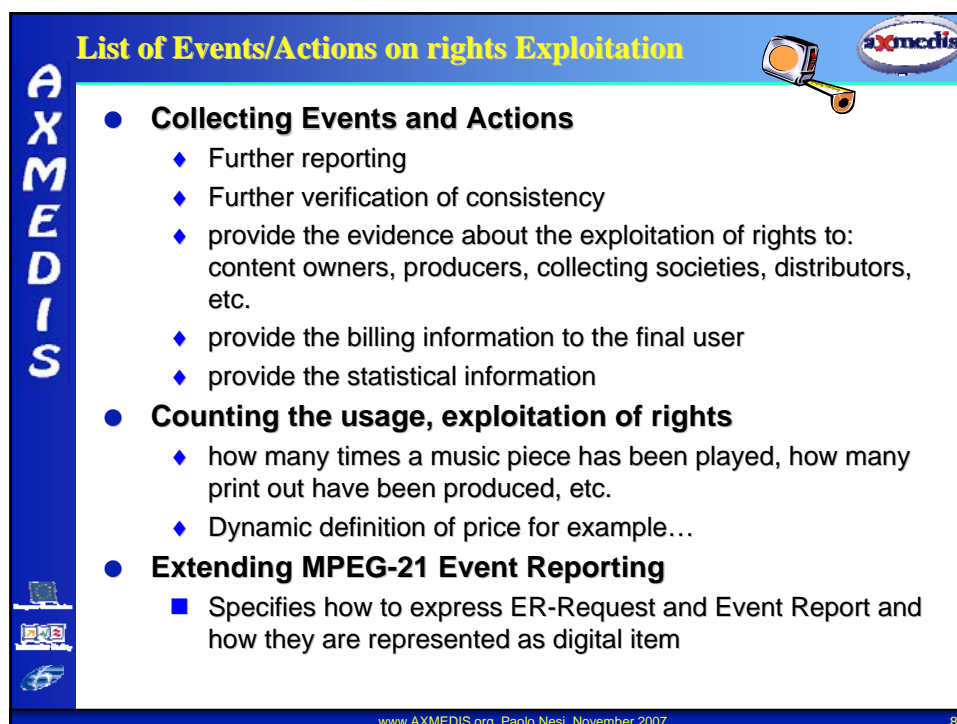 List of Events/Actions on rights Exploitation
axmedis
AXMEDIS
Collecting Events and Actions
Further reporting
Further verification of consistency
provide the evidence about the exploitation of rights to:
content owners, producers, collecting societies, distributors,
etc.
provide the billing information to the final user
provide the statistical information
Counting the usage, exploitation of rights
how many times a music piece has been played, how many
print out have been produced, etc.
Dynamic definition of price for example…
Extending MPEG-21 Event Reporting
Specifies how to express ER-Request and Event Report and
how they are represented as digital item
www.AXMEDIS.org, Paolo Nesi, November 2007
8